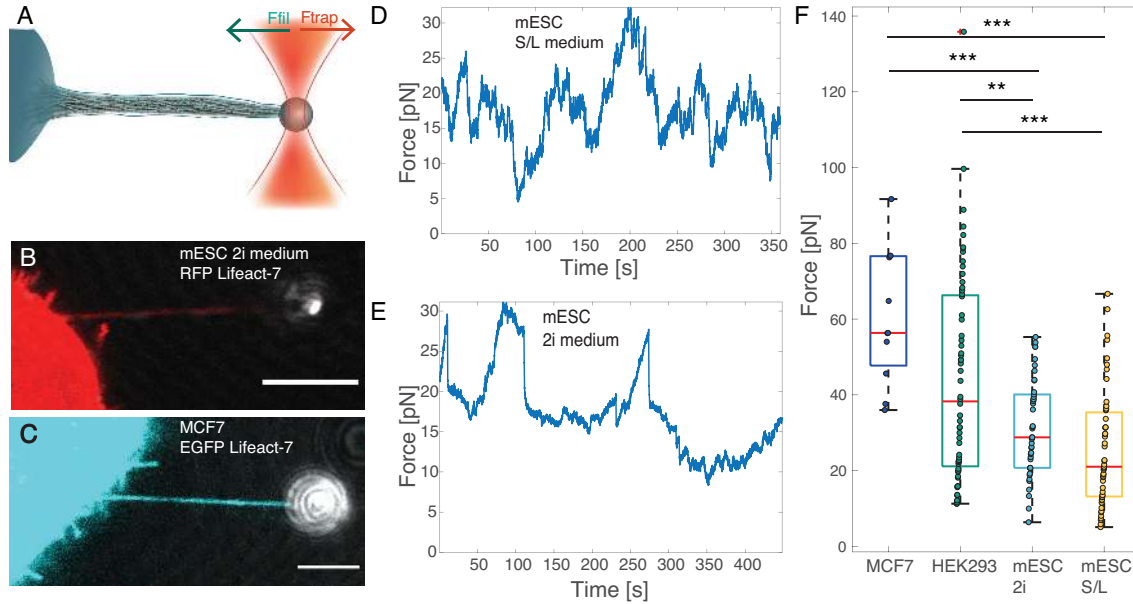 A
Ffil
Ftrap
B
mESC 2i medium
RFP Lifeact-7
C
MCF7
EGFP Lifeact-7
D
mESC
S/L medium
Force [pN]
30
25
20
15
10
5
0
50
100
150
200
250
300
350
Time [s]
E
mESC
2i medium
Force [pN]
30
25
20
15
10
5
0
50
100
150
200
250
300
350
400
Time [s]
F
Force [pN]
140
120
100
80
60
40
20
0
***
***
**
***
MCF7
HEK293
mESC
2i
mESC
S/L